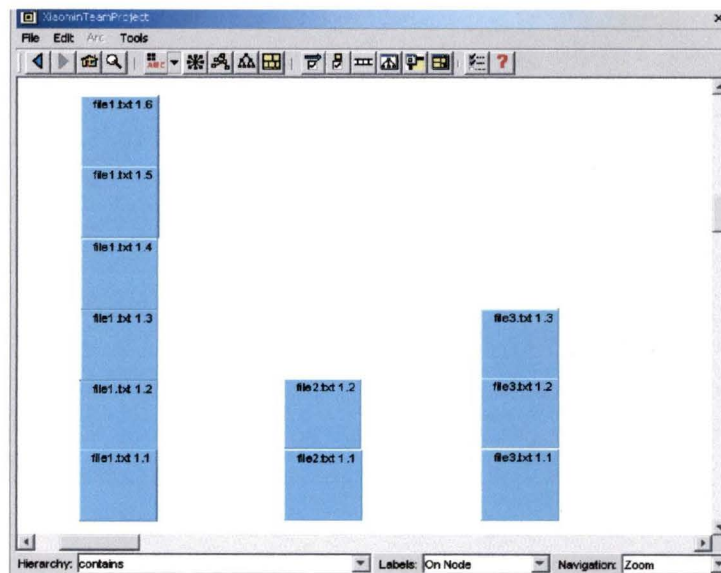 XiaominTeamProject
File Edit Arc Tools
ABC
file1.txt 1.6
file1.txt 1.5
file1.txt 1.4
file1.txt 1.3 file3.txt 1.3
file1.txt 1.2 file2.txt 1.2 file3.txt 1.2
file1.txt 1.1 file2.txt 1.1 file3.txt 1.1
Hierarchy: contains Labels: On Node Navigation: Zoom